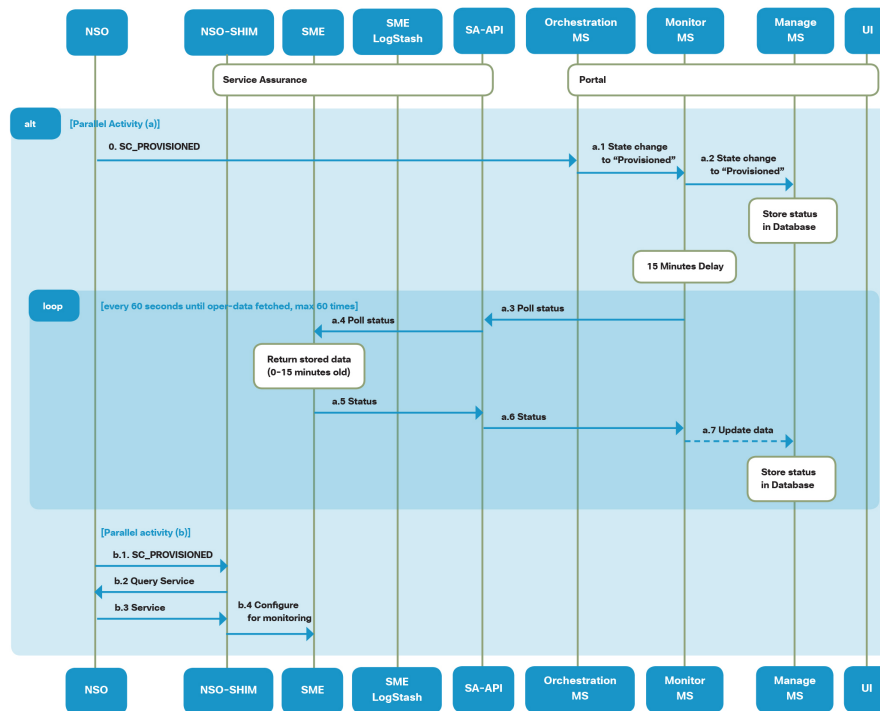 NSO
NSO-SHIM
SME
SME
LogStash
SA-API
Orchestration
MS
Monitor
MS
Manage
MS
UI
Service Assurance
Portal
alt
[Parallel Activity (a)]
0. SC_PROVISIONED
a.1 State change
to “Provisioned”
a.2 State change
to “Provisioned”
Store status
in Database
15 Minutes Delay
loop
[every 60 seconds until oper-data fetched, max 60 times]
a.3 Poll status
a.4 Poll status
Return stored data
(0-15 minutes old)
a.5 Status
a.6 Status
a.7 Update data
Store status
in Database
[Parallel activity (b)]
b.1. SC_PROVISIONED
b.2 Query Service
b.3 Service
b.4 Configure
for monitoring
NSO
NSO-SHIM
SME
SME
LogStash
SA-API
Orchestration
MS
Monitor
MS
Manage
MS
UI